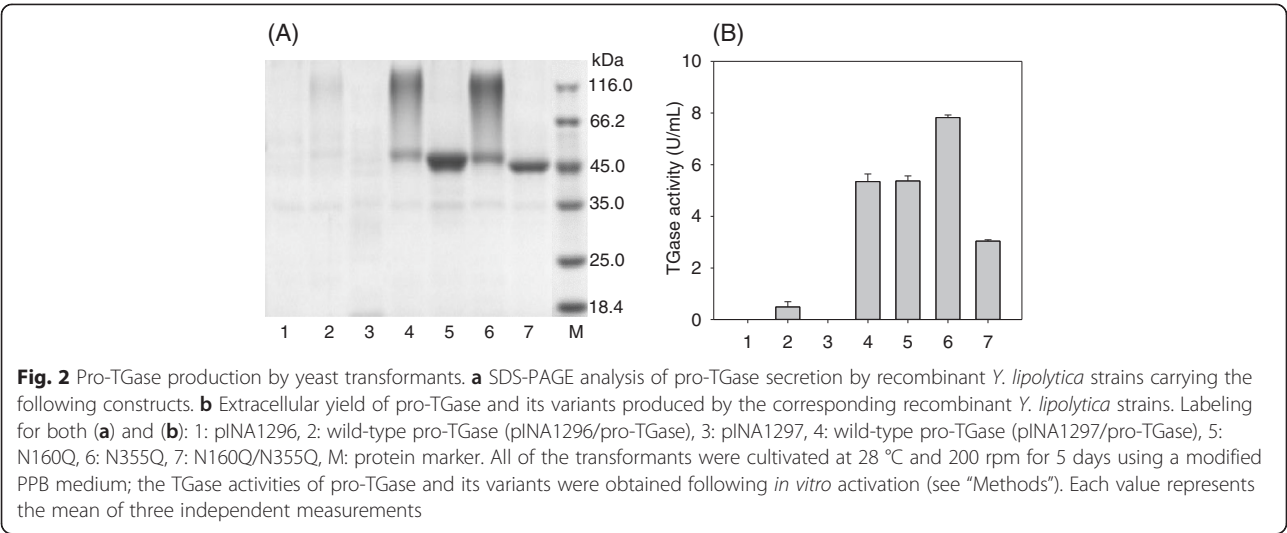 (A)
kDa
116.0
66.2
45.0
35.0
25.0
18.4
1 2 3 4 5 6 7 M
(B)
TGase activity (U/mL)
10
8
6
4
2
0
1 2 3 4 5 6 7
Fig. 2 Pro-TGase production by yeast transformants. a SDS-PAGE analysis of pro-TGase secretion by recombinant Y. lipolytica strains carrying the
following constructs. b Extracellular yield of pro-TGase and its variants produced by the corresponding recombinant Y. lipolytica strains. Labeling
for both (a) and (b): 1: pINA1296, 2: wild-type pro-TGase (pINA1296/pro-TGase), 3: pINA1297, 4: wild-type pro-TGase (pINA1297/pro-TGase), 5:
N160Q, 6: N355Q, 7: N160Q/N355Q, M: protein marker. All of the transformants were cultivated at 28 °C and 200 rpm for 5 days using a modified
PPB medium; the TGase activities of pro-TGase and its variants were obtained following in vitro activation (see “Methods”). Each value represents
the mean of three independent measurements